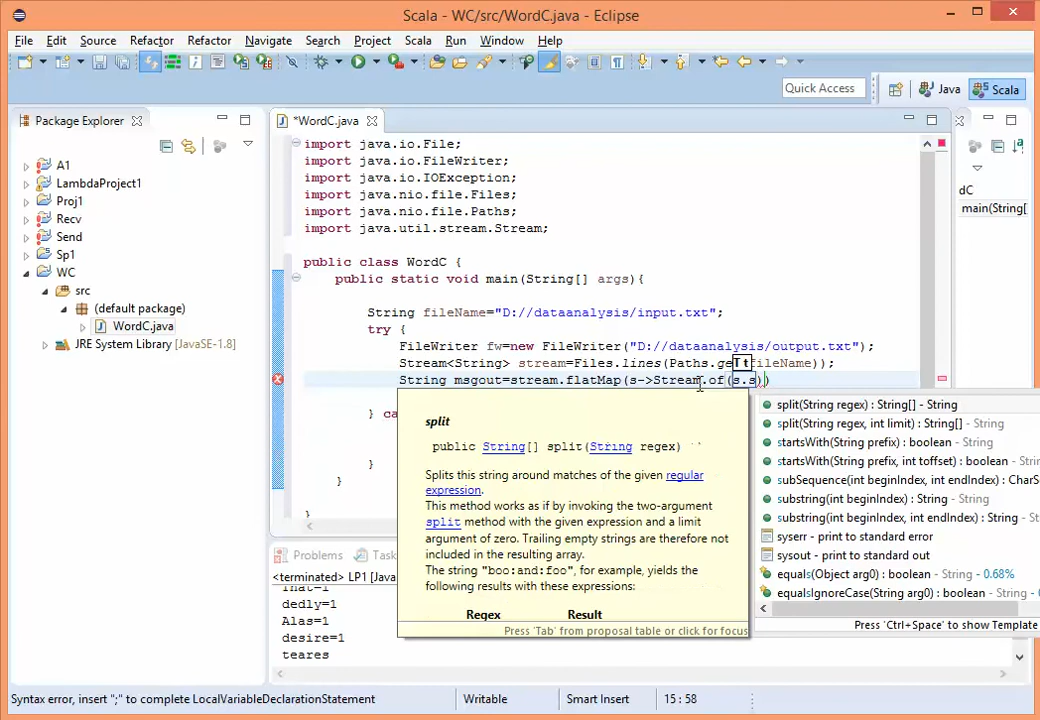 Scala - WC/src/WordC.java - Eclipse
File Edit Source Refactor Refactor Navigate Search Project Scala Run Window Help
Quick Access Java Scala
Package Explorer
*WordC.java
A1
LambdaProject1
Proj1
Recv
Send
Sp1
WC
src
(default package)
WordC.java
JRE System Library [JavaSE-1.8]
import java.io.File;
import java.io.FileWriter;
import java.io.IOException;
import java.nio.file.Files;
import java.nio.file.Paths;
import java.util.stream.Stream;
public class WordC {
public static void main(String[] args){
String fileName="D://dataanalysis/input.txt";
try {
FileWriter fw=new FileWriter("D://dataanalysis/output.txt");
Stream<String> stream=Files.lines(Paths.get(fileName));
String msgout=stream.flatMap(s->Stream.of(s.s))
} ca
}
}
}
dC
main(String[
split
public String[] split(String regex)
Splits this string around matches of the given regular
expression.
This method works as if by invoking the two-argument
split method with the given expression and a limit
argument of zero. Trailing empty strings are therefore not
included in the resulting array.
The string "boo:and:foo", for example, yields the
following results with these expressions:
Regex Result
Press 'Tab' from proposal table or click for focus
split(String regex) : String[] - String
split(String regex, int limit) : String[] - String
startsWith(String prefix) : boolean - String
startsWith(String prefix, int toffset) : boolean
subSequence(int beginIndex, int endIndex) : CharS
substring(int beginIndex) : String - String
substring(int beginIndex, int endIndex) : String - 
syserr - print to standard error
sysout - print to standard out
equals(Object arg0) : boolean - String - 0.68%
equalsIgnoreCase(String arg0) : boolean - String - 0
Press 'Ctrl+Space' to show Template
Problems Task
<terminated> LP1 [Java
that=1
dedly=1
Alas=1
desire=1
teares
Syntax error, insert ";" to complete LocalVariableDeclarationStatement
Writable
Smart Insert
15 : 58